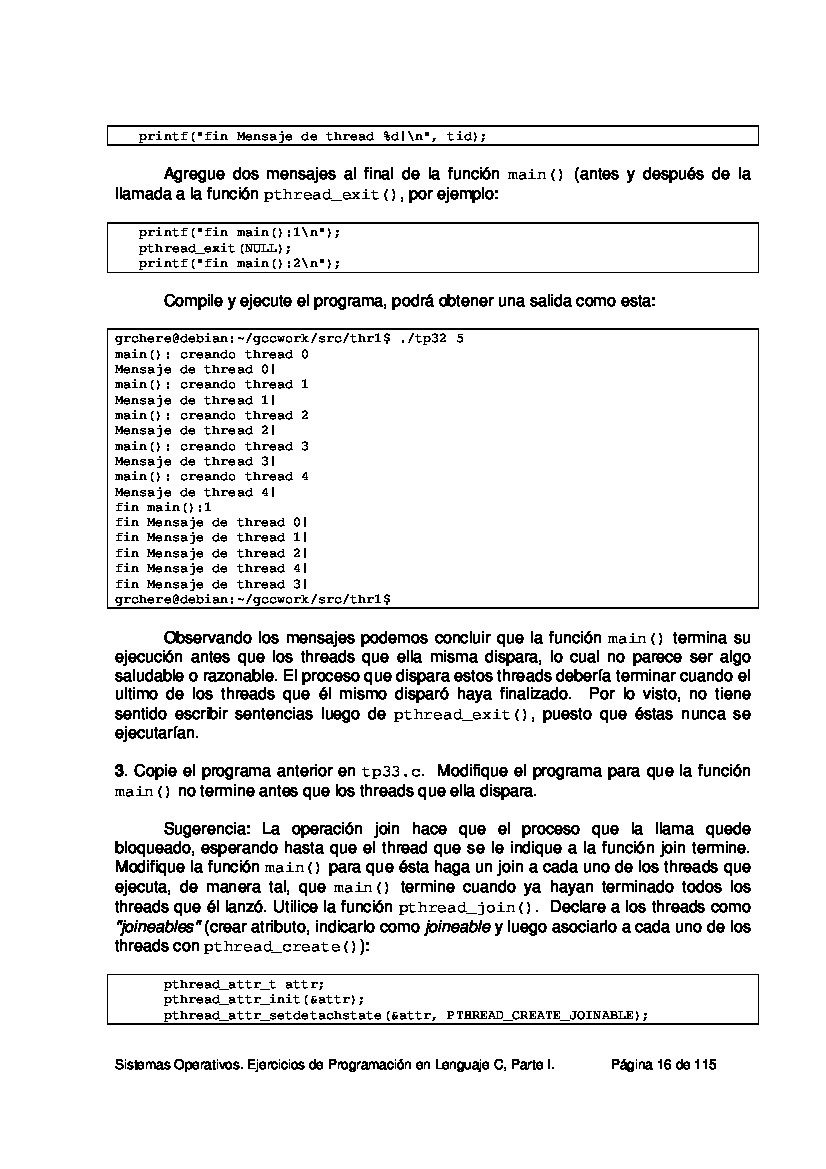 printf("fin Mensaje de thread %d|\n", tid);
Agregue dos mensajes al final de la función main() (antes y después de la
llamada a la función pthread_exit(), por ejemplo:
printf("fin main():1\n");
pthread_exit(NULL);
printf("fin main():2\n");
Compile y ejecute el programa, podrá obtener una salida como esta:
grchere@debian:~/gccwork/src/thr1$ ./tp32 5
main(): creando thread 0
Mensaje de thread 0|
main(): creando thread 1
Mensaje de thread 1|
main(): creando thread 2
Mensaje de thread 2|
main(): creando thread 3
Mensaje de thread 3|
main(): creando thread 4
Mensaje de thread 4|
fin main():1
fin Mensaje de thread 0|
fin Mensaje de thread 1|
fin Mensaje de thread 2|
fin Mensaje de thread 4|
fin Mensaje de thread 3|
grchere@debian:~/gccwork/src/thr1$
Observando los mensajes podemos concluir que la función main() termina su
ejecución antes que los threads que ella misma dispara, lo cual no parece ser algo
saludable o razonable. El proceso que dispara estos threads debería terminar cuando el
ultimo de los threads que él mismo disparó haya finalizado. Por lo visto, no tiene
sentido escribir sentencias luego de pthread_exit(), puesto que éstas nunca se
ejecutarían.
3. Copie el programa anterior en tp33.c. Modifique el programa para que la función
main() no termine antes que los threads que ella dispara.
Sugerencia: La operación join hace que el proceso que la llama quede
bloqueado, esperando hasta que el thread que se le indique a la función join termine.
Modifique la función main() para que ésta haga un join a cada uno de los threads que
ejecuta, de manera tal, que main() termine cuando ya hayan terminado todos los
threads que él lanzó. Utilice la función pthread_join(). Declare a los threads como
"joineables" (crear atributo, indicarlo como joineable y luego asociarlo a cada uno de los
threads con pthread_create()):
pthread_attr_t attr;
pthread_attr_init(&attr);
pthread_attr_setdetachstate(&attr, PTHREAD_CREATE_JOINABLE);
Sistemas Operativos. Ejercicios de Programación en Lenguaje C, Parte I. Página 16 de 115